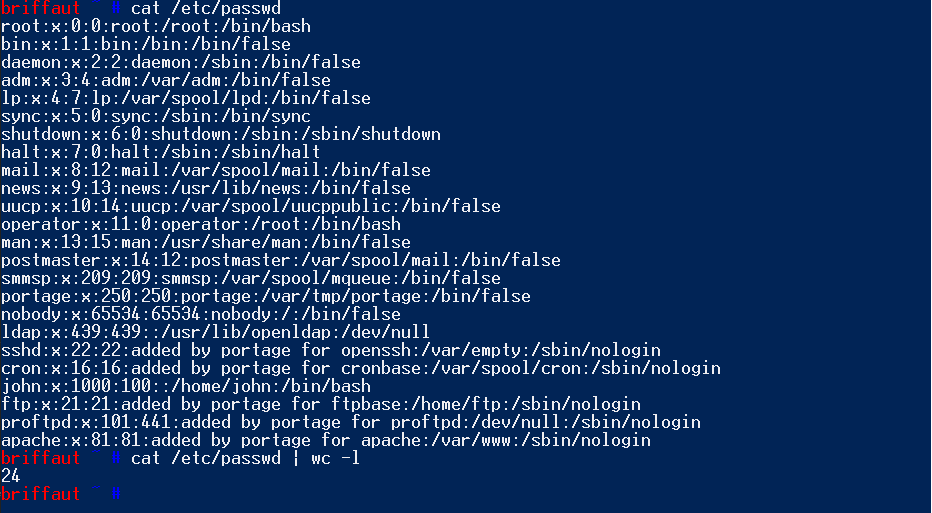 briffaut ~ # cat /etc/passwd
root:x:0:0:root:/root:/bin/bash
bin:x:1:1:bin:/bin:/bin/false
daemon:x:2:2:daemon:/sbin:/bin/false
adm:x:3:4:adm:/var/adm:/bin/false
lp:x:4:7:lp:/var/spool/lpd:/bin/false
sync:x:5:0:sync:/sbin:/bin/sync
shutdown:x:6:0:shutdown:/sbin:/sbin/shutdown
halt:x:7:0:halt:/sbin:/sbin/halt
mail:x:8:12:mail:/var/spool/mail:/bin/false
news:x:9:13:news:/usr/lib/news:/bin/false
uucp:x:10:14:uucp:/var/spool/uucppublic:/bin/false
operator:x:11:0:operator:/root:/bin/bash
man:x:13:15:man:/usr/share/man:/bin/false
postmaster:x:14:12:postmaster:/var/spool/mail:/bin/false
smmsp:x:209:209:smmsp:/var/spool/mqueue:/bin/false
portage:x:250:250:portage:/var/tmp/portage:/bin/false
nobody:x:65534:65534:nobody:/:/bin/false
ldap:x:439:439::/usr/lib/openldap:/dev/null
sshd:x:22:22:added by portage for openssh:/var/empty:/sbin/nologin
cron:x:16:16:added by portage for cronbase:/var/spool/cron:/sbin/nologin
john:x:1000:100::/home/john:/bin/bash
ftp:x:21:21:added by portage for ftpbase:/home/ftp:/sbin/nologin
proftpd:x:101:441:added by portage for proftpd:/dev/null:/sbin/nologin
apache:x:81:81:added by portage for apache:/var/www:/sbin/nologin
briffaut ~ # cat /etc/passwd | wc -l
24
briffaut ~ #